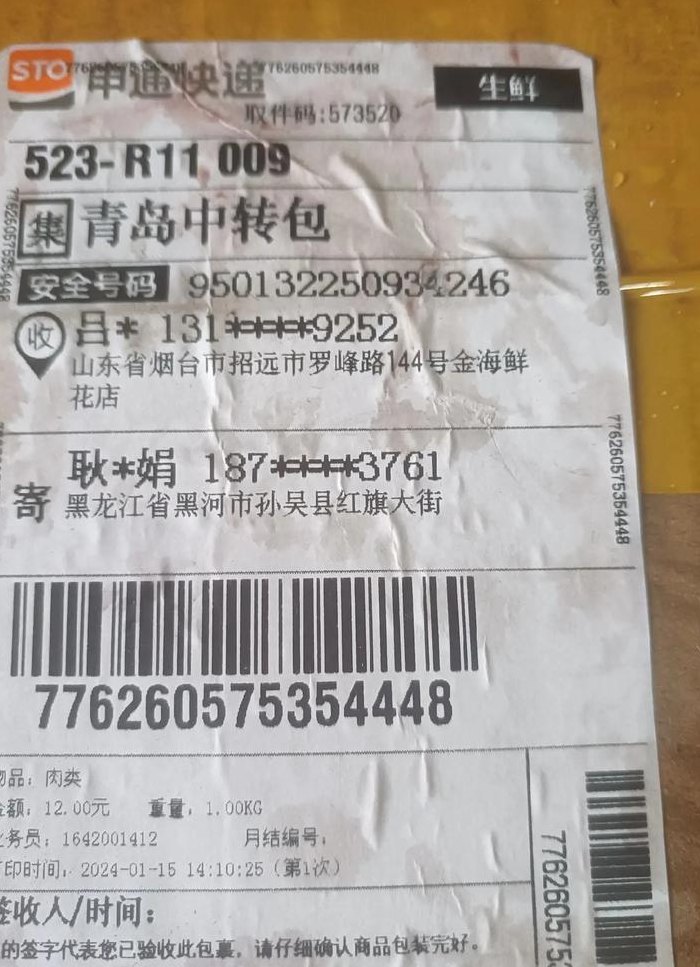 STO 申通快递
776260575354448
取件码:573520
523-R11 009
集 青岛中转包
安全号码 950132250934246
收 吕* 131****9252
山东省烟台市招远市罗峰路144号金海鲜
花店
寄 耿*娟 187****3761
黑龙江省黑河市孙吴县红旗大街
776260575354448
776260575354448
776260575354448
物品：肉类
金额：12.00元 重量：1.00KG
业务员：1642001412 月结编号：
打印时间：2024-01-15 14:10:25（第1次）
签收人/时间：
的签字代表您已验收此包裹，请仔细确认商品包装完好。